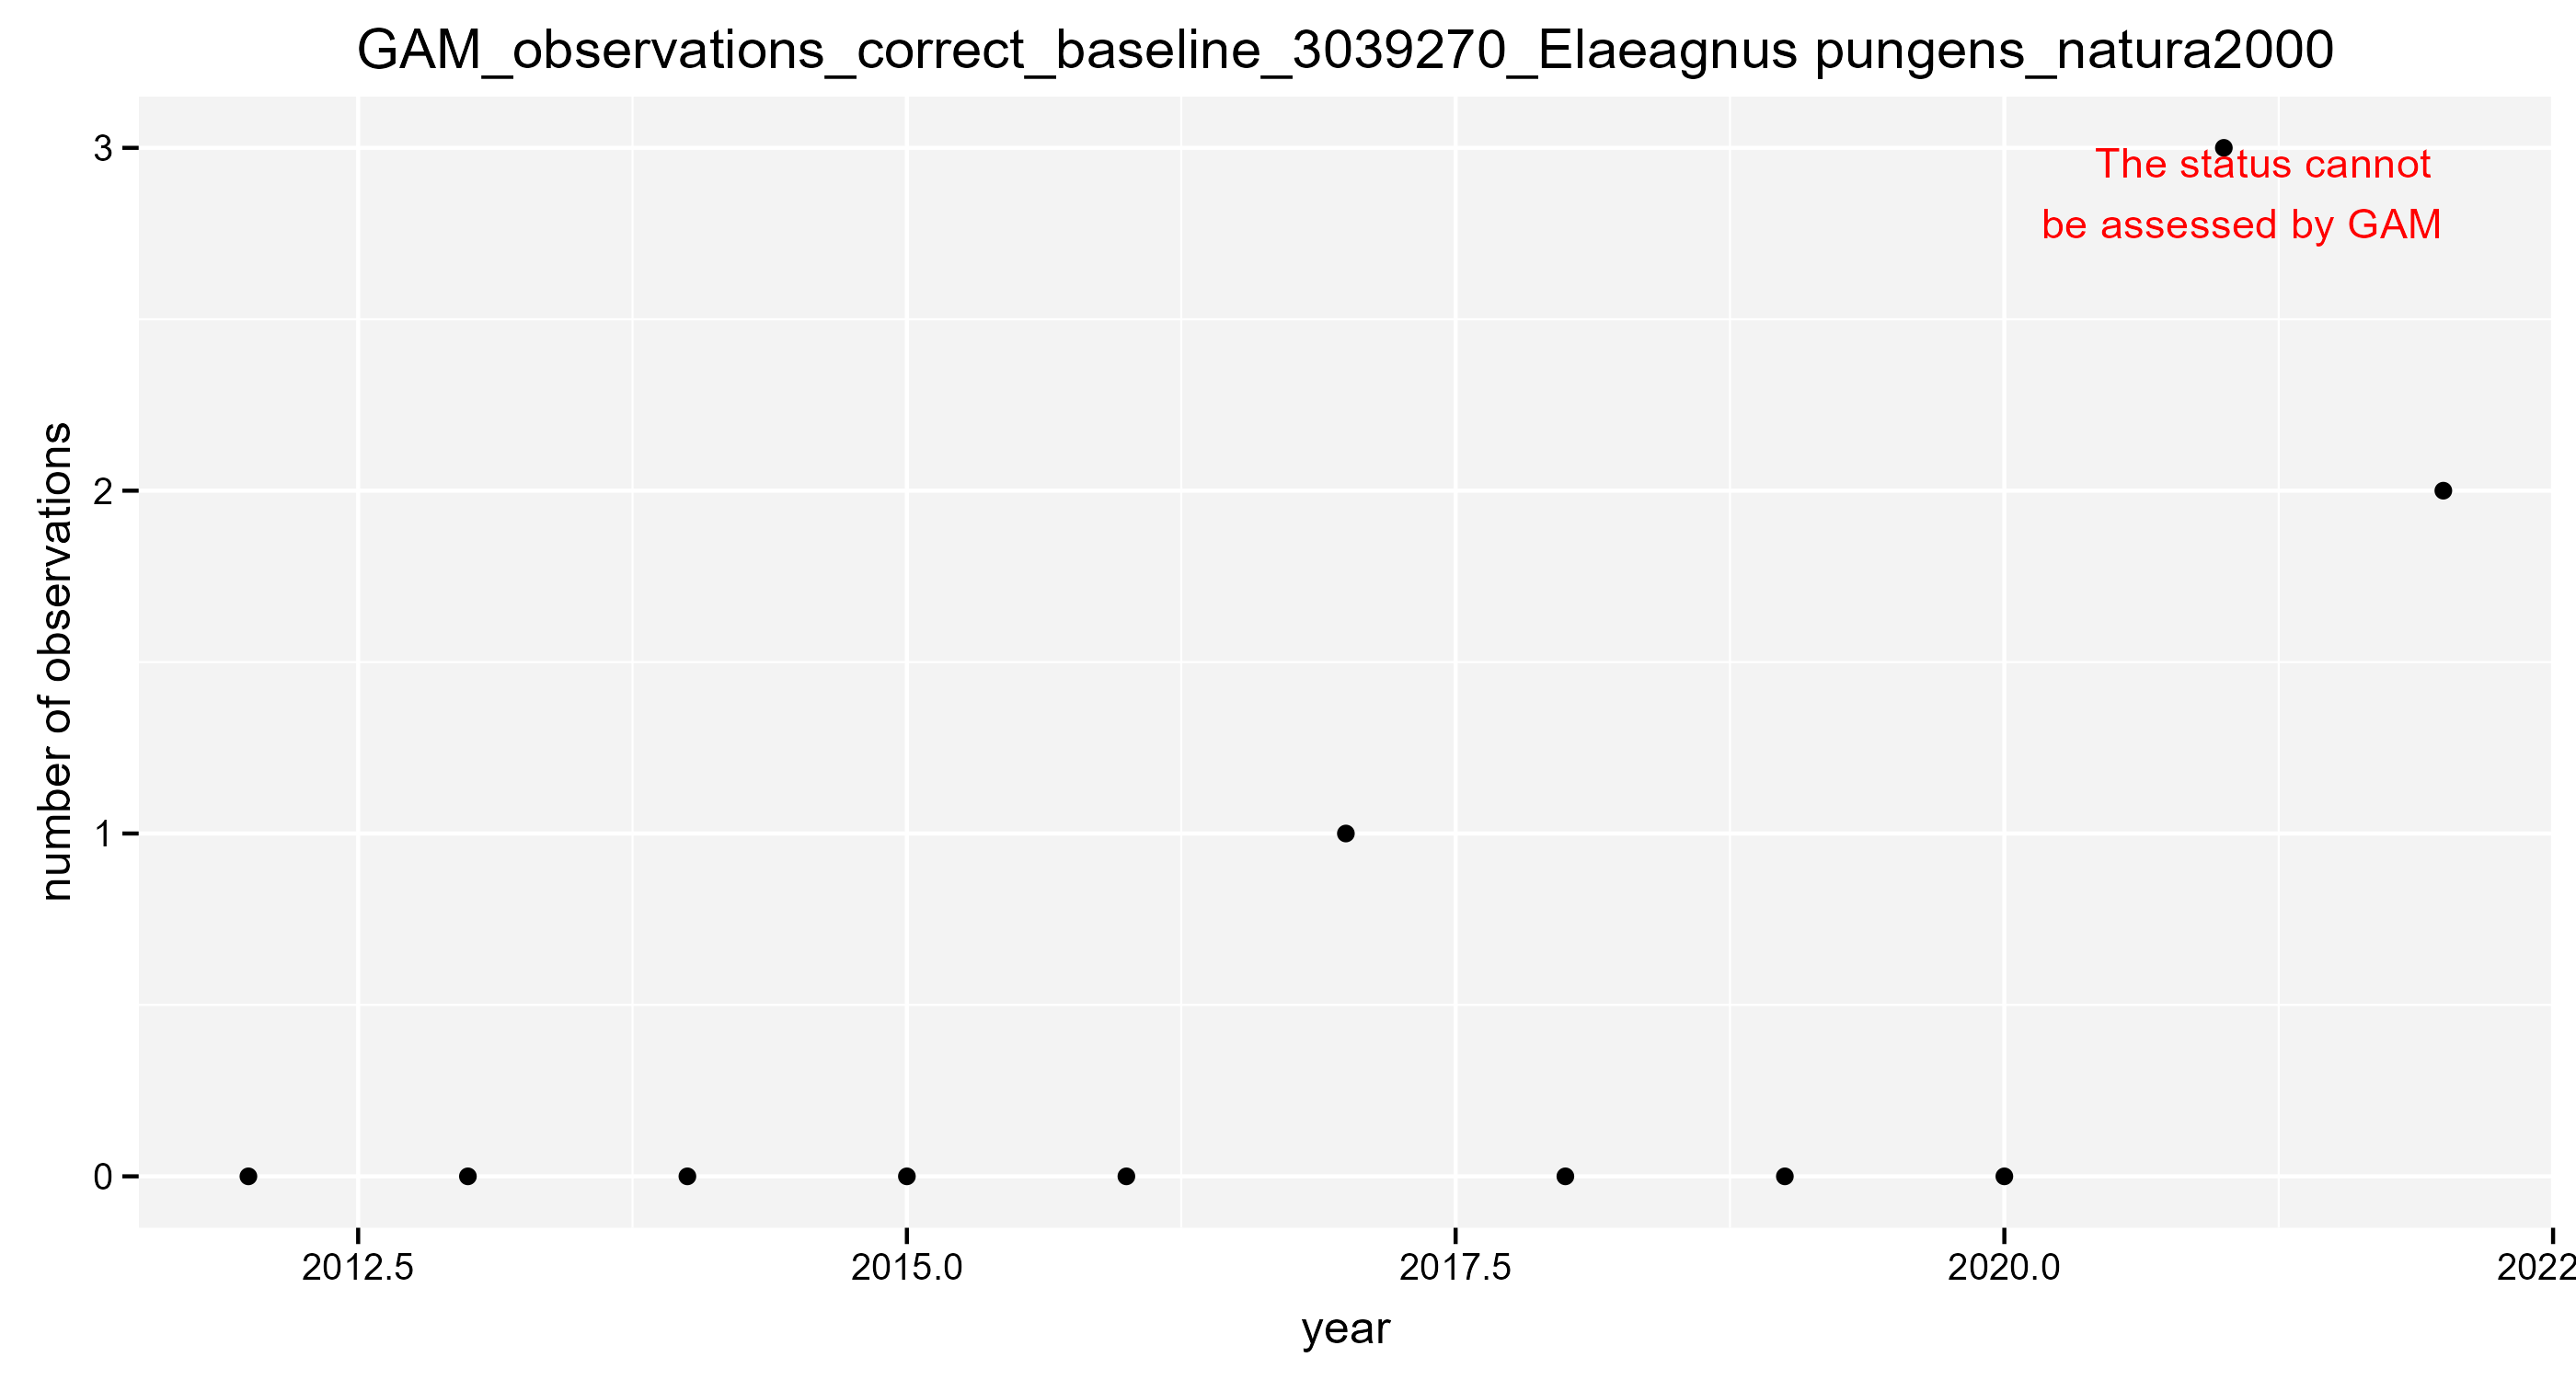 GAM_observations_correct_baseline_3039270_Elaeagnus pungens_natura2000
The status cannot
be assessed by GAM
number of observations
3
2
1
0
2012.5
2015.0
2017.5
2020.0
2022
year